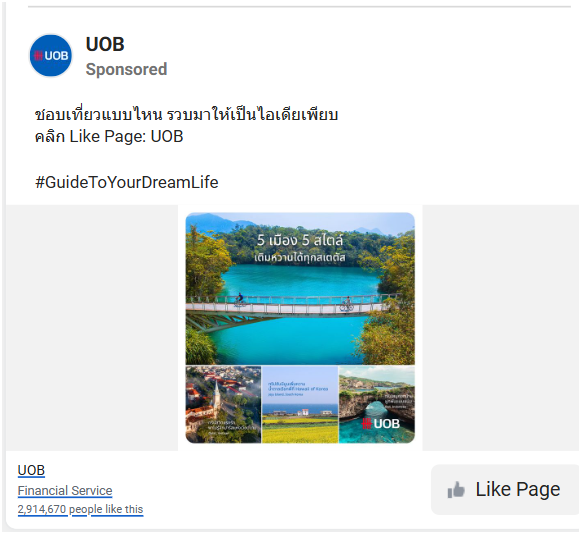 UOB
UOB
Sponsored
ชอบเที่ยวแบบไหน รวบมาให้เป็นไอเดียเพียบ
คลิก Like Page: UOB
#GuideToYourDreamLife
5 เมือง 5 สไตล์
เติมหวานได้ทุกสเตตัส
UOB
UOB
Financial Service
2,914,670 people like this
Like Page